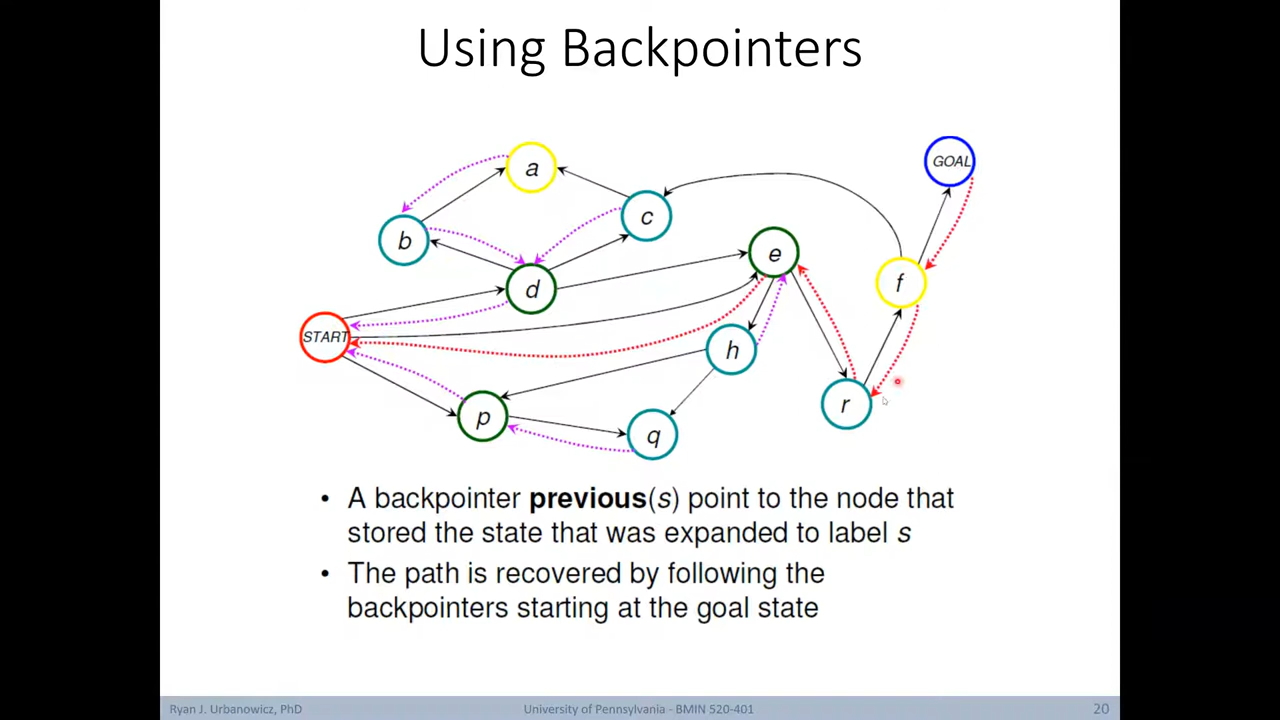 Using Backpointers
GOAL
a
c
b
e
d
f
START
h
r
p
q
• A backpointer previous(s) point to the node that
stored the state that was expanded to label s
• The path is recovered by following the
backpointers starting at the goal state
Ryan J. Urbanowicz, PhD
University of Pennsylvania - BMIN 520-401
20